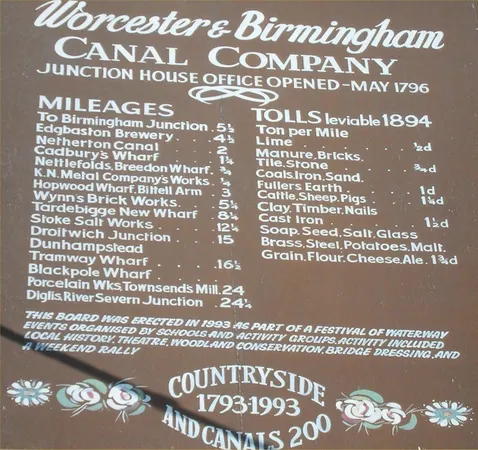 Worcester & Birmingham
CANAL COMPANY
JUNCTION HOUSE OFFICE OPENED-MAY 1796
MILEAGES
To Birmingham Junction. 5½
Edgbaston Brewery . . 4½
Netherton Canal . . 2
Cadbury's Wharf . . 1¼
Nettlefolds, Breedon Wharf.
K.N. Metal Company's Works.
Hopwood Wharf, Bittell Arm . 3
Wynn's Brick Works. . . 5¼
Tardebigge New Wharf . 8¼
Stoke Salt Works . . . 12¼
Droitwich Junction . . 15
Dunhampstead
Tramway Wharf . . . 16½
Blackpole Wharf . . .
Porcelain Wks, Townsend's Mill. 24
Diglis, River Severn Junction . 24¼
TOLLS leviable 1894
Ton per Mile
Lime . . . . ½d
Manure, Bricks.
Tile, Stone . . . ¾d
Coals, Iron, Sand.
Fullers Earth . . . 1d
Cattle, Sheep, Pigs . . 1¼d
Clay, Timber, Nails
Cast Iron . . . 1½d
Soap, Seed, Salt, Glass
Brass, Steel, Potatoes, Malt.
Grain, Flour, Cheese, Ale . 1¾d
THIS BOARD WAS ERECTED IN 1993 AS PART OF A FESTIVAL OF WATERWAY
EVENTS ORGANISED BY SCHOOLS AND ACTIVITY GROUPS. ACTIVITY INCLUDED
LOCAL HISTORY, THEATRE, WOODLAND CONSERVATION, BRIDGE DRESSING, AND
A WEEKEND RALLY
COUNTRYSIDE
1793-1993
AND CANALS 200